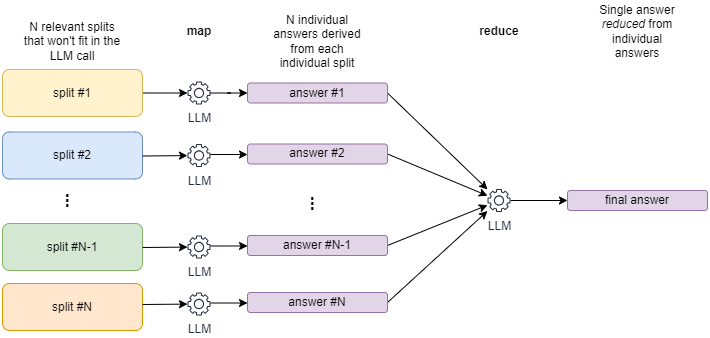 N relevant splits
that won't fit in the
LLM call
map
N individual
answers derived
from each
individual split
reduce
Single answer
reduced from
individual
answers
split #1
LLM
answer #1
split #2
LLM
answer #2
⋮
⋮
LLM
final answer
split #N-1
LLM
answer #N-1
split #N
LLM
answer #N